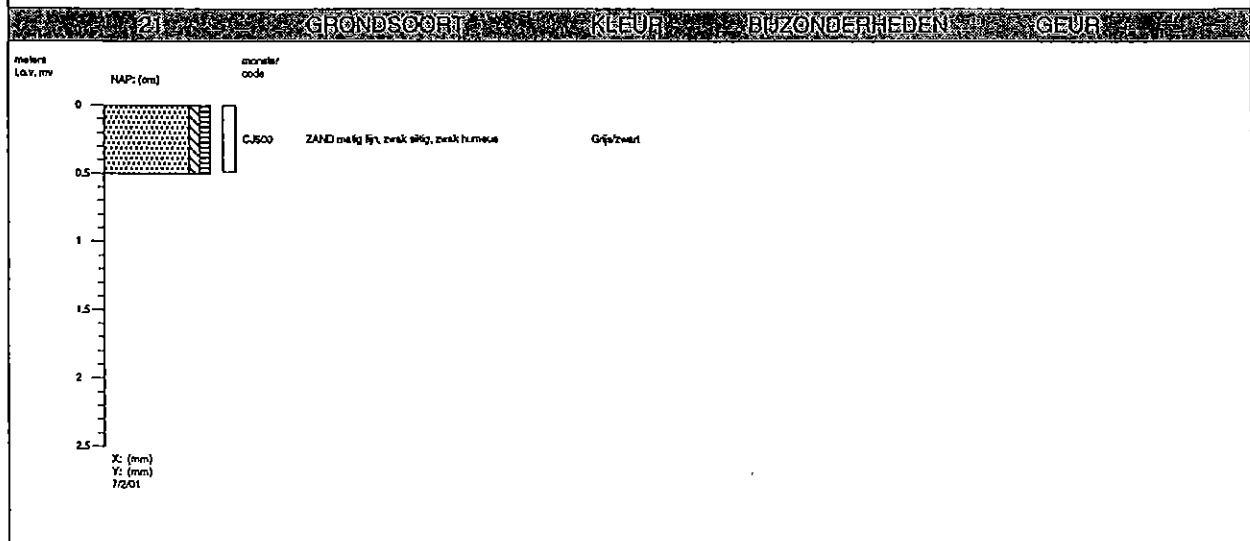 21 GRONDSOORT KLEUR BIJZONDERHEDEN GEUR
meters
t.o.v. mv
NAP: (cm)
monster
code
0
CJ500 ZAND matig fijn, zwak siltig, zwak humeus Grijs/zwart
0.5
1
1.5
2
2.5
X: (mm)
Y: (mm)
7/2/01